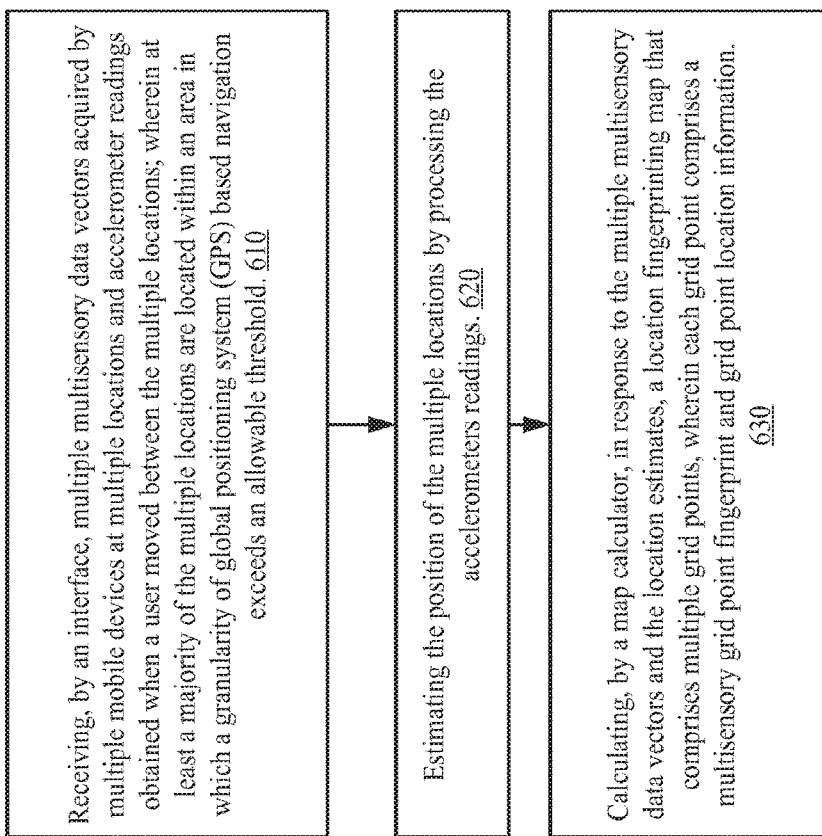 Receiving, by an interface, multiple multisensory data vectors acquired by
multiple mobile devices at multiple locations and accelerometer readings
obtained when a user moved between the multiple locations; wherein at
least a majority of the multiple locations are located within an area in
which a granularity of global positioning system (GPS) based navigation
exceeds an allowable threshold. 610
Estimating the position of the multiple locations by processing the
accelerometers readings. 620
Calculating, by a map calculator, in response to the multiple multisensory
data vectors and the location estimates, a location fingerprinting map that
comprises multiple grid points, wherein each grid point comprises a
multisensory grid point fingerprint and grid point location information.
630